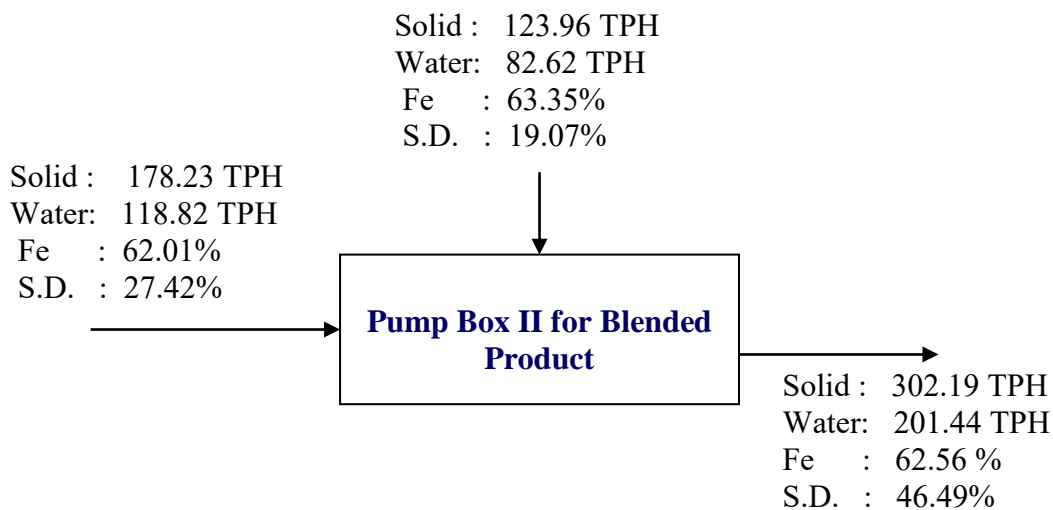 Solid : 123.96 TPH
Water: 82.62 TPH
Fe : 63.35%
S.D. : 19.07%
Solid : 178.23 TPH
Water: 118.82 TPH
Fe : 62.01%
S.D. : 27.42%
Pump Box II for Blended
Product
Solid : 302.19 TPH
Water: 201.44 TPH
Fe : 62.56 %
S.D. : 46.49%